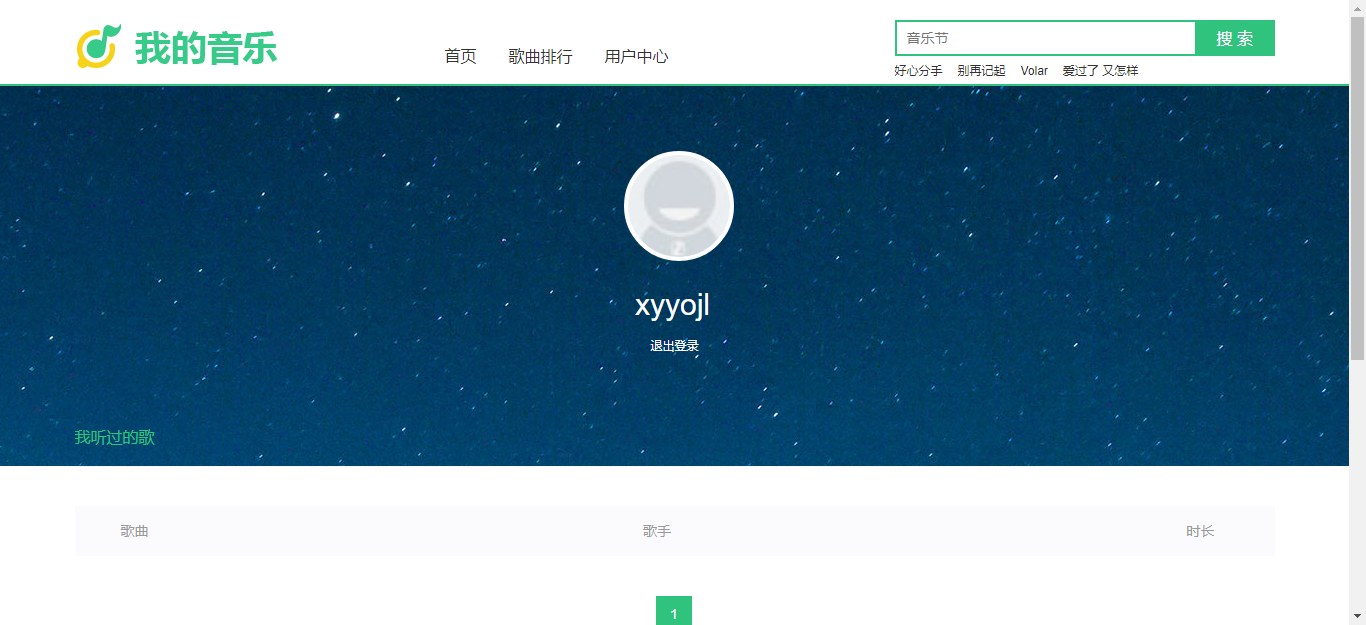 我的音乐
首页 歌曲排行 用户中心
音乐节 搜 索
好心分手 别再记起 Volar 爱过了 又怎样
xyyojl
退出登录
我听过的歌
歌曲 歌手 时长
1